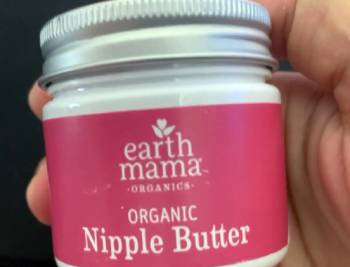 earth
mama
·ORGANICS·
ORGANIC
Nipple Butter